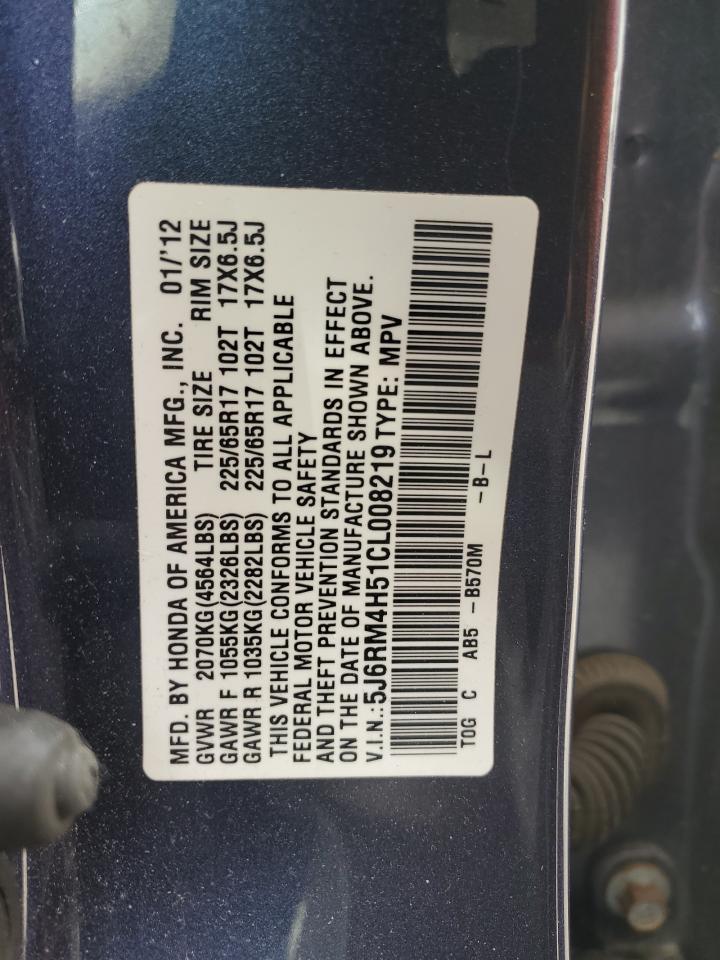 MFD. BY HONDA OF AMERICA MFG., INC. 01/'12
GVWR 2070KG(4564LBS) TIRE SIZE RIM SIZE
GAWR F 1055KG(2326LBS) 225/65R17 102T 17X6.5J
GAWR R 1035KG(2282LBS) 225/65R17 102T 17X6.5J
THIS VEHICLE CONFORMS TO ALL APPLICABLE
FEDERAL MOTOR VEHICLE SAFETY
AND THEFT PREVENTION STANDARDS IN EFFECT
ON THE DATE OF MANUFACTURE SHOWN ABOVE.
V.I.N.:5J6RM4H51CL008219 TYPE: MPV
TOG C AB5 -B570M -B-L